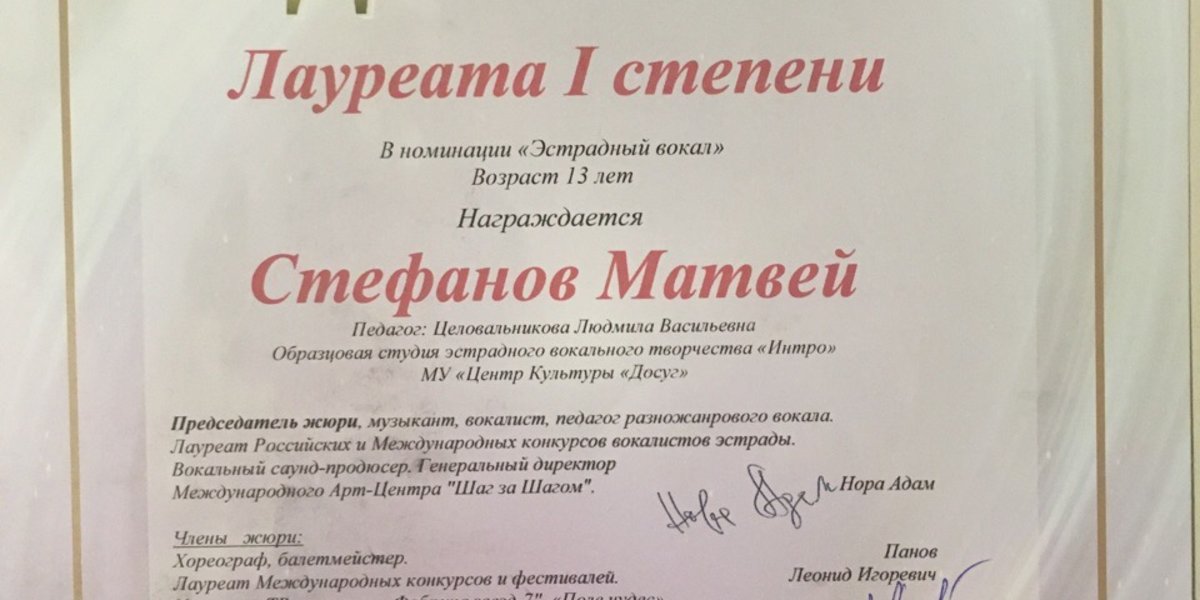 Лауреата I степени
В номинации «Эстрадный вокал»
Возраст 13 лет
Награждается
Стефанов Матвей
Педагог: Целовальникова Людмила Васильевна
Образцовая студия эстрадного вокального творчества «Интро»
МУ «Центр Культуры «Досуг»
Председатель жюри, музыкант, вокалист, педагог разножанрового вокала.
Лауреат Российских и Международных конкурсов вокалистов эстрады.
Вокальный саунд-продюсер. Генеральный директор
Международного Арт-Центра "Шаг за Шагом".
Нора Адам Нора Адам
Члены жюри:
Хореограф, балетмейстер.
Панов
Лауреат Международных конкурсов и фестивалей.
Леонид Игоревич